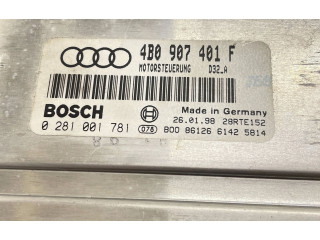 4B0 907 401 F
MOTORSTEUERUNG D32_A
BOSCH
Made in Germany
26.01.98 28RTE152
0 281 001 781 078 800 86126 6142 5814